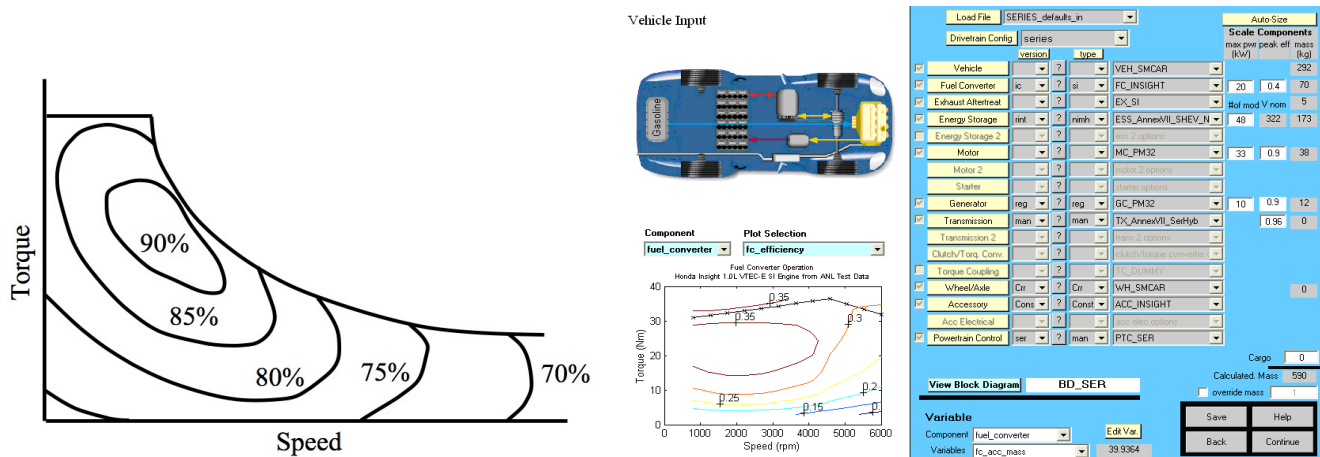 Torque
90%
85%
80%
75%
70%
Speed
Vehicle Input
Gasoline
Component
Plot Selection
fuel_converter
fc_efficiency
Fuel Converter Operation
Honda Insight 1.0L VTEC-E SI Engine from ANL Test Data
40
30
20
10
0
Torque (Nm)
0.35
0.35
0.3
0.25
0.2
0.15
0 1000 2000 3000 4000 5000 6000
Speed (rpm)
Load File SERIES_defaults_in Auto-Size
Drivetrain Config series Scale Components
version type max pwr (kW) peak eff mass (kg)
Vehicle ? VEH_SMCAR 292
Fuel Converter ic ? si FC_INSIGHT 20 0.4 70
Exhaust Aftertreat ? EX_SI #of mod V nom 5
Energy Storage rint ? nimh ESS_AnnexVII_SHEV_N 48 322 173
Energy Storage 2 ? ess 2 options
Motor ? MC_PM32 33 0.9 38
Motor 2 ? motor 2 options
Starter ? starter options
Generator reg ? reg GC_PM32 10 0.9 12
Transmission man ? man TX_AnnexVII_SerHyb 0.96 0
Transmission 2 ? trans 2 options
Clutch/Torq. Conv. ? clutch/torque converter
Torque Coupling ? TC_DUMMY
Wheel/Axle Crr ? Crr WH_SMCAR 0
Accessory Cons ? Const ACC_INSIGHT
Acc Electrical ? acc elec options
Powertrain Control ser ? man PTC_SER
Cargo 0
Calculated. Mass 590
View Block Diagram BD_SER
override mass 1
Variable
Component fuel_converter Edit Var.
Variables fc_acc_mass 39.9364
Save Help
Back Continue